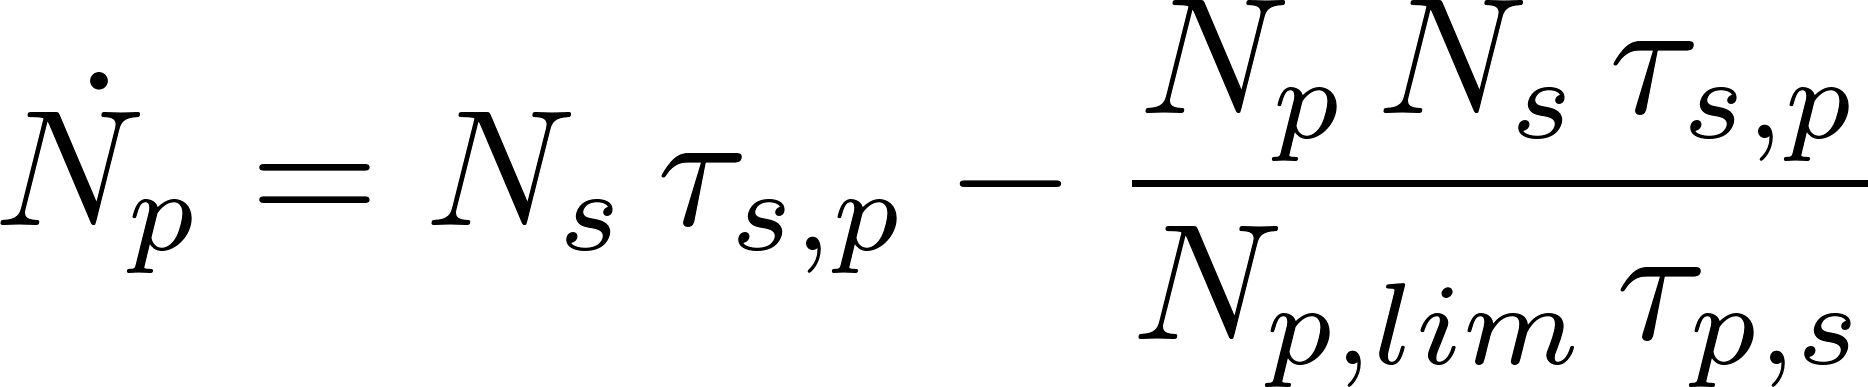 \dot{N}_p = N_s \, \tau_{s,p} - \frac{N_p \, N_s \, \tau_{s,p}}{N_{p,lim} \, \tau_{p,s}}